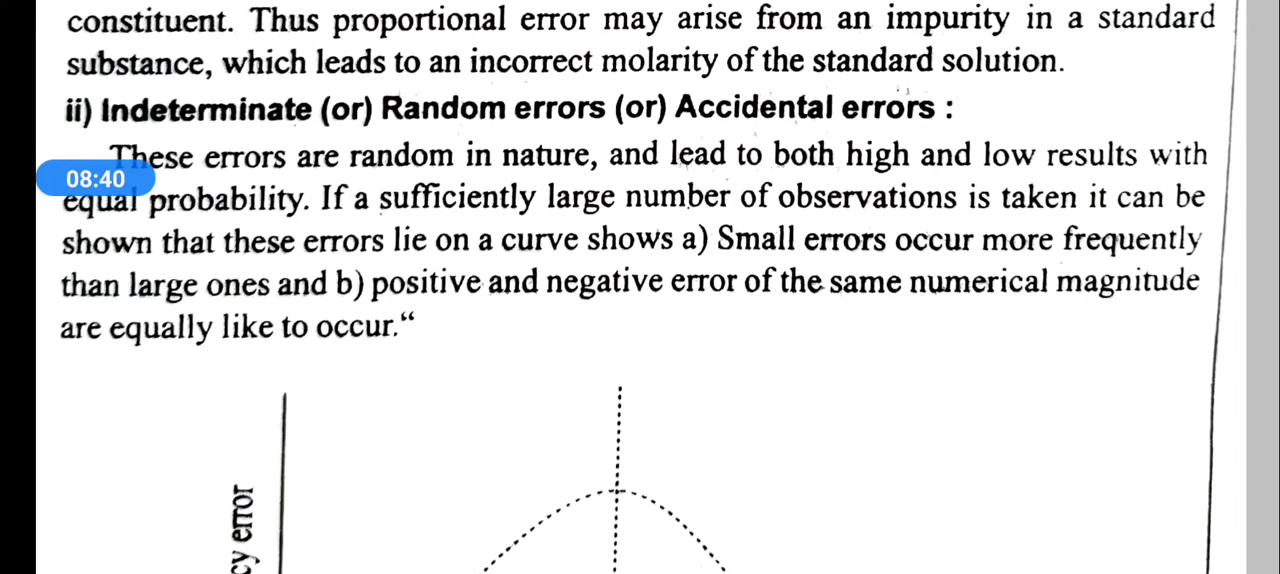 constituent. Thus proportional error may arise from an impurity in a standard
substance, which leads to an incorrect molarity of the standard solution.
ii) Indeterminate (or) Random errors (or) Accidental errors :
These errors are random in nature, and lead to both high and low results with
08:40
equal probability. If a sufficiently large number of observations is taken it can be
shown that these errors lie on a curve shows a) Small errors occur more frequently
than large ones and b) positive and negative error of the same numerical magnitude
are equally like to occur.“
cy error